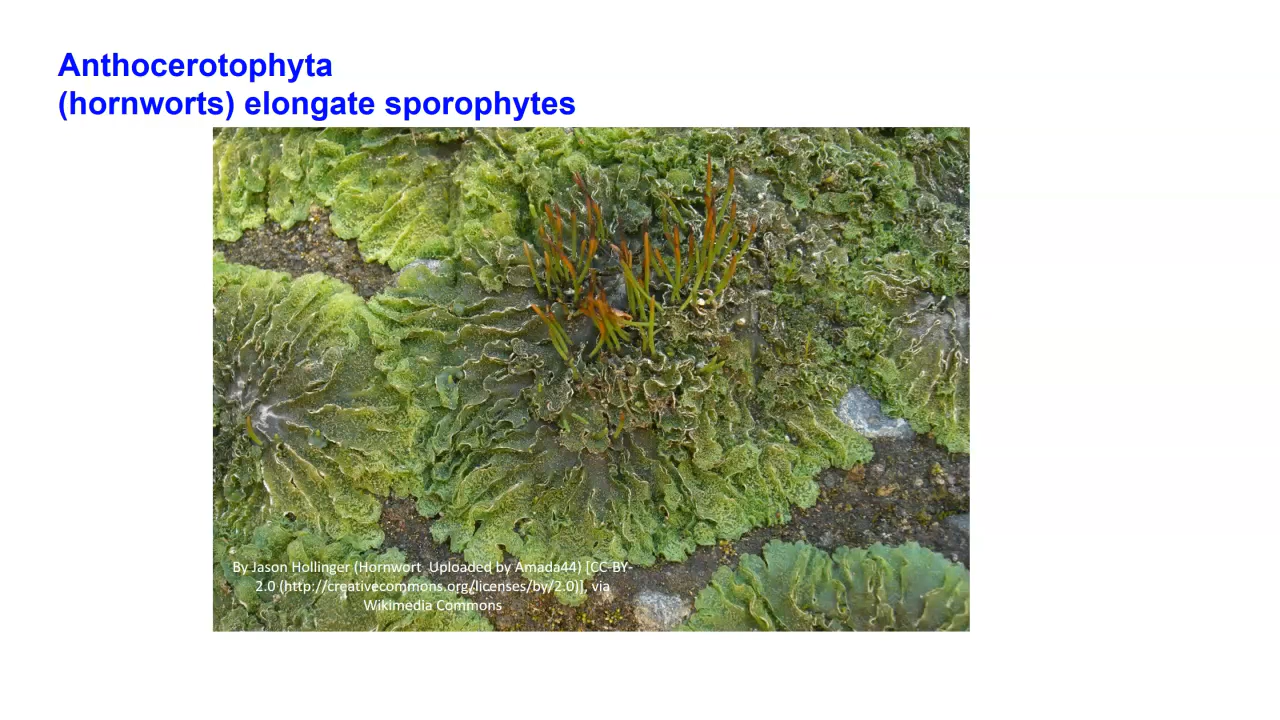 Anthocerotophyta
(hornworts) elongate sporophytes
By Jason Hollinger (Hornwort  Uploaded by Amada44) [CC-BY-
2.0 (http://creativecommons.org/licenses/by/2.0)], via
Wikimedia Commons